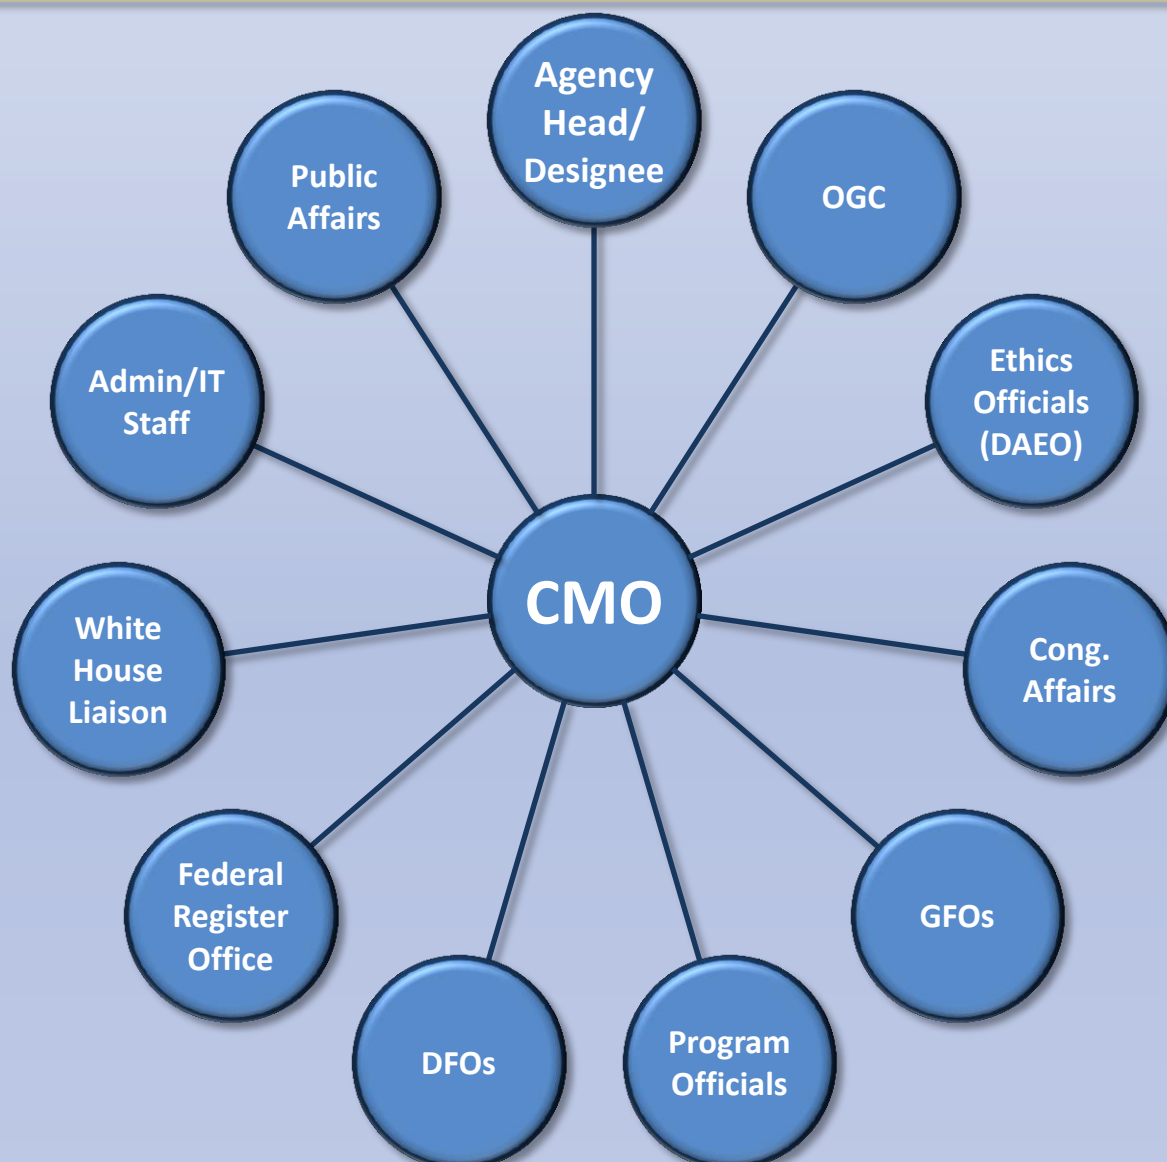 Agency
Head/
Designee
OGC
Ethics
Officials
(DAEO)
Cong.
Affairs
GFOs
Program
Officials
DFOs
Federal
Register
Office
White
House
Liaison
Admin/IT
Staff
Public
Affairs
CMO